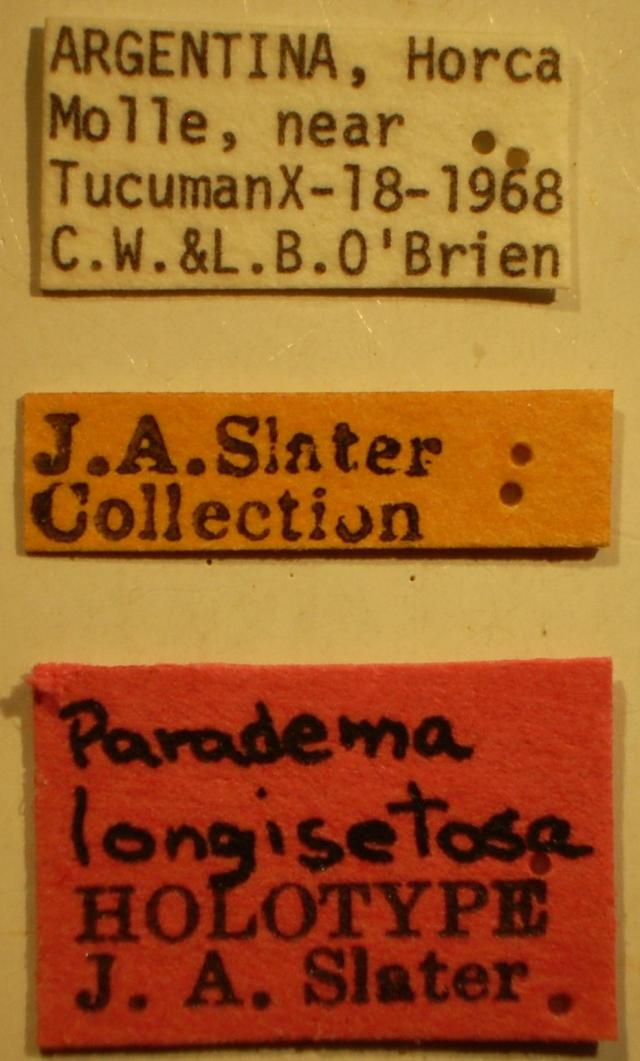 ARGENTINA, Horca
Molle, near
TucumanX-18-1968
C.W.&L.B.O'Brien
J.A.Slater
Collection
Paradema
longisetosa
HOLOTYPE
J. A. Slater